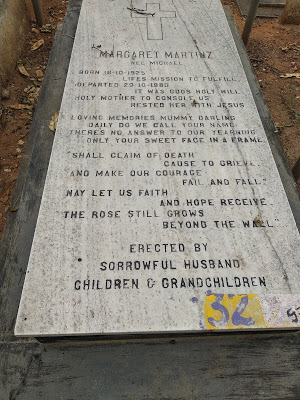 MARGARET MARTINZ
NEE MICHAEL
BORN 18-10-1925
LIFES MISSION TO FULFILL
DEPARTED 29-10-1980
IT WAS GODS HOLY WILL
HOLY MOTHER TO CONSOLE US
RESTED HER WITH JESUS
LOVING MEMORIES MUMMY DARLING
DAILY DO WE CALL YOUR NAME
THERES NO ANSWER TO OUR YEARNING
ONLY YOUR SWEET FACE IN A FRAME
"SHALL CLAIM OF DEATH
CAUSE TO GRIEVE,
AND MAKE OUR COURAGE
FAIL AND FALL"
NAY LET US FAITH
AND HOPE RECEIVE
THE ROSE STILL GROWS
BEYOND THE WALL"
ERECTED BY
SORROWFUL HUSBAND
CHILDREN & GRANDCHILDREN
32